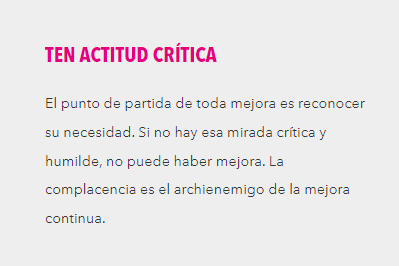 TEN ACTITUD CRÍTICA
El punto de partida de toda mejora es reconocer
su necesidad. Si no hay esa mirada crítica y
humilde, no puede haber mejora. La
complacencia es el archienemigo de la mejora
continua.